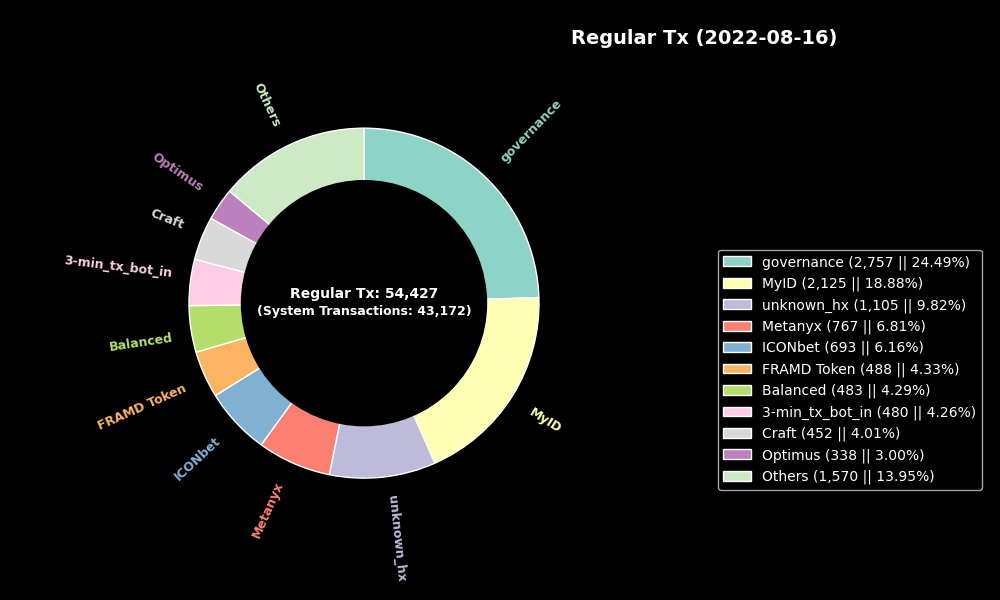 Regular Tx (2022-08-16)
governance
Others
Optimus
Craft
3-min_tx_bot_in
Balanced
FRAMD Token
ICONbet
Metanyx
unknown_hx
MyID
Regular Tx: 54,427
(System Transactions: 43,172)
governance (2,757 || 24.49%)
MyID (2,125 || 18.88%)
unknown_hx (1,105 || 9.82%)
Metanyx (767 || 6.81%)
ICONbet (693 || 6.16%)
FRAMD Token (488 || 4.33%)
Balanced (483 || 4.29%)
3-min_tx_bot_in (480 || 4.26%)
Craft (452 || 4.01%)
Optimus (338 || 3.00%)
Others (1,570 || 13.95%)